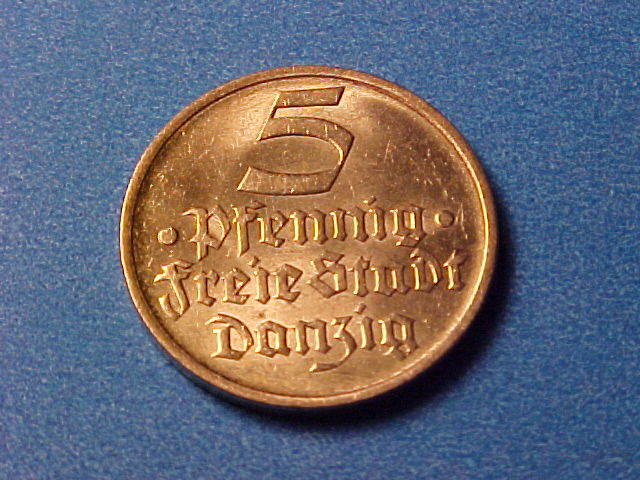 5
· Pfennig ·
Freie Stadt
Danzig